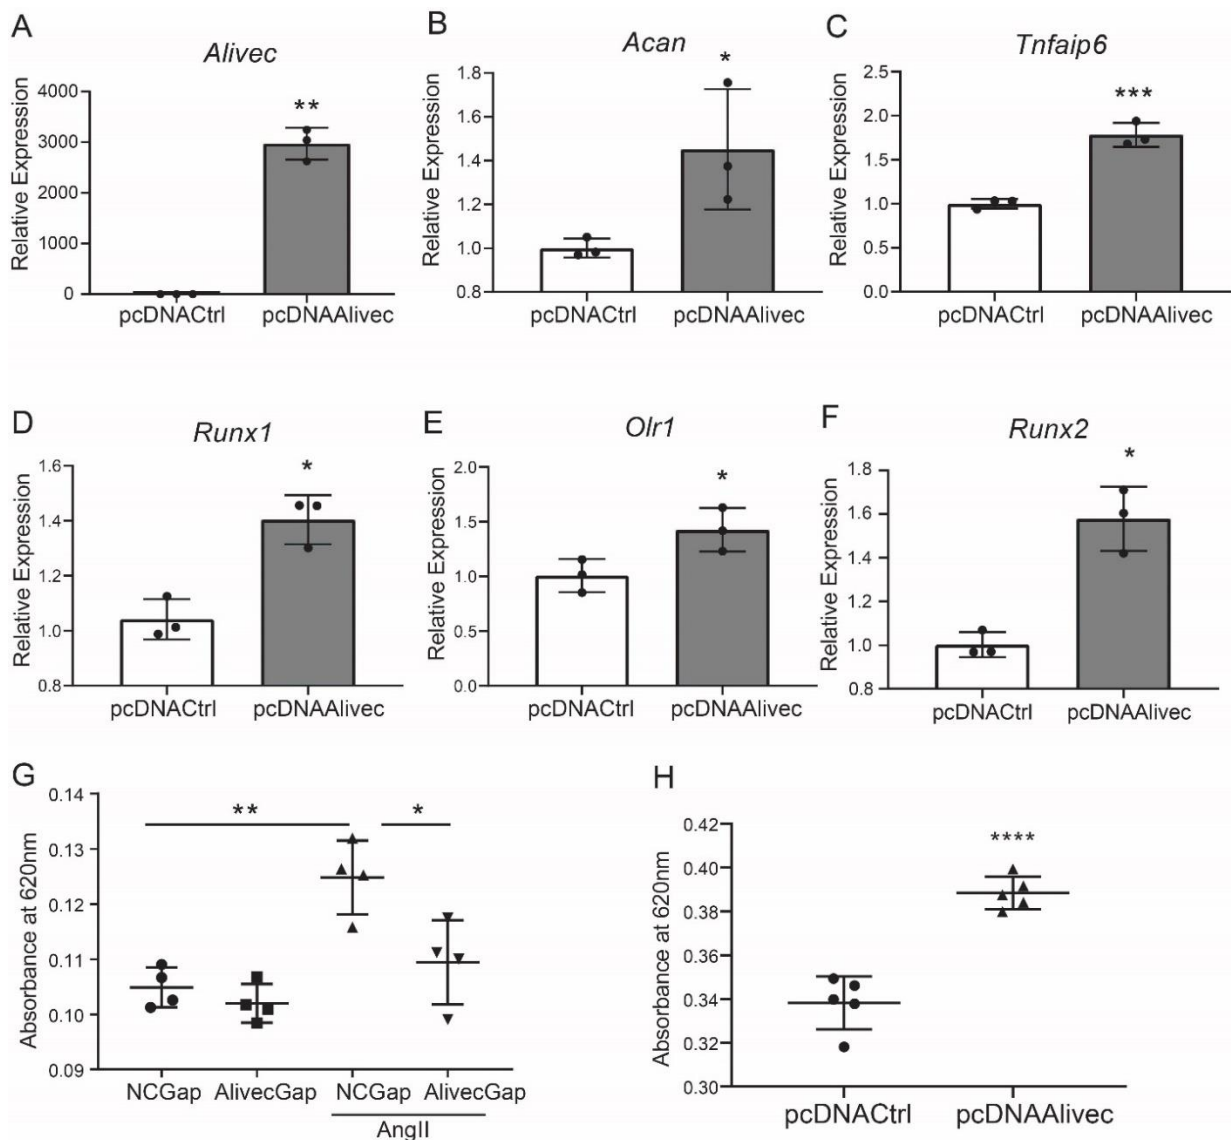 A
Alivec
**
Relative Expression
4000
3000
2000
1000
0
pcDNACtrl
pcDNAAlivec
B
Acan
*
Relative Expression
1.8
1.6
1.4
1.2
1.0
0.8
pcDNACtrl
pcDNAAlivec
C
Tnfaip6
***
Relative Expression
2.5
2.0
1.5
1.0
0.5
0.0
pcDNACtrl
pcDNAAlivec
D
Runx1
*
Relative Expression
1.6
1.4
1.2
1.0
0.8
pcDNACtrl
pcDNAAlivec
E
Olr1
*
Relative Expression
2.0
1.5
1.0
0.5
0.0
pcDNACtrl
pcDNAAlivec
F
Runx2
*
Relative Expression
1.8
1.6
1.4
1.2
1.0
0.8
pcDNACtrl
pcDNAAlivec
G
**
*
Absorbance at 620nm
0.14
0.13
0.12
0.11
0.10
0.09
NCGap
AlivecGap
NCGap
AlivecGap
AngII
H
****
Absorbance at 620nm
0.42
0.40
0.38
0.36
0.34
0.32
0.30
pcDNACtrl
pcDNAAlivec